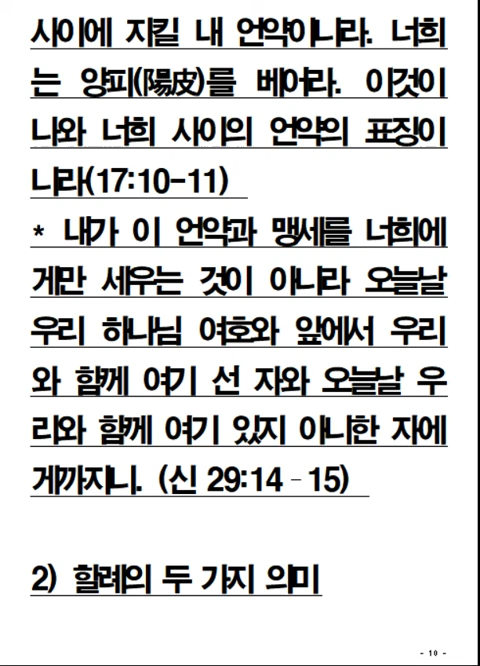 사이에 지킬 내 언약이니라. 너희
는 양피(陽皮)를 베어라. 이것이
나와 너희 사이의 언약의 표징이
니라(17:10-11)
* 내가 이 언약과 맹세를 너희에
게만 세우는 것이 아니라 오늘날
우리 하나님 여호와 앞에서 우리
와 함께 여기 선 자와 오늘날 우
리와 함께 여기 있지 아니한 자에
게까지니. (신 29:14-15)
2) 할례의 두 가지 의미
- 10 -